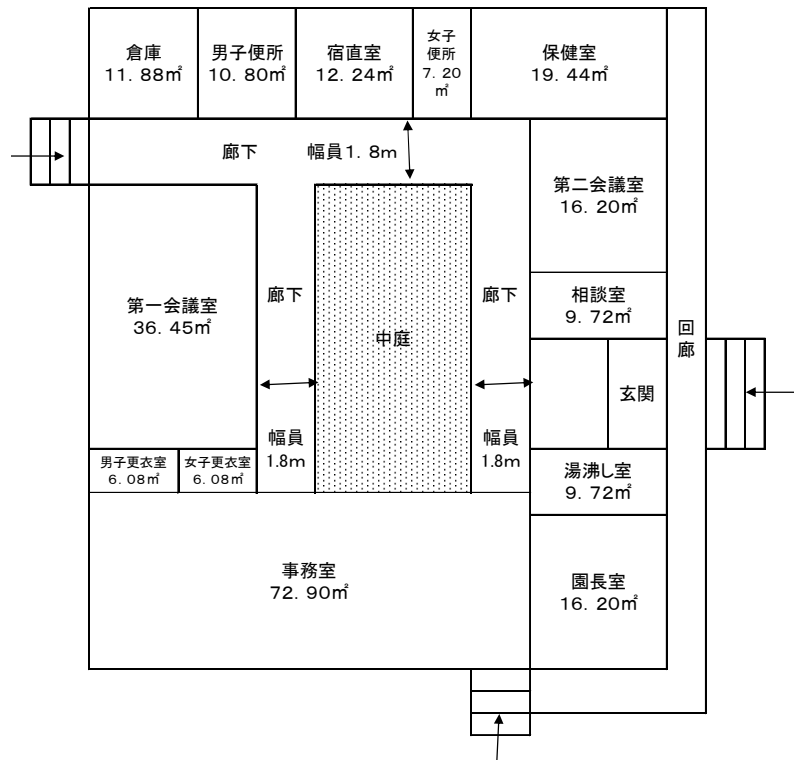 倉庫
11.88㎡
男子便所
10.80㎡
宿直室
12.24㎡
女子
便所
7.20
㎡
保健室
19.44㎡
廊下
幅員1.8m
第二会議室
16.20㎡
第一会議室
36.45㎡
廊下
中庭
廊下
相談室
9.72㎡
回
廊
玄関
幅員
1.8m
幅員
1.8m
男子更衣室
6.08㎡
女子更衣室
6.08㎡
湯沸し室
9.72㎡
事務室
72.90㎡
園長室
16.20㎡